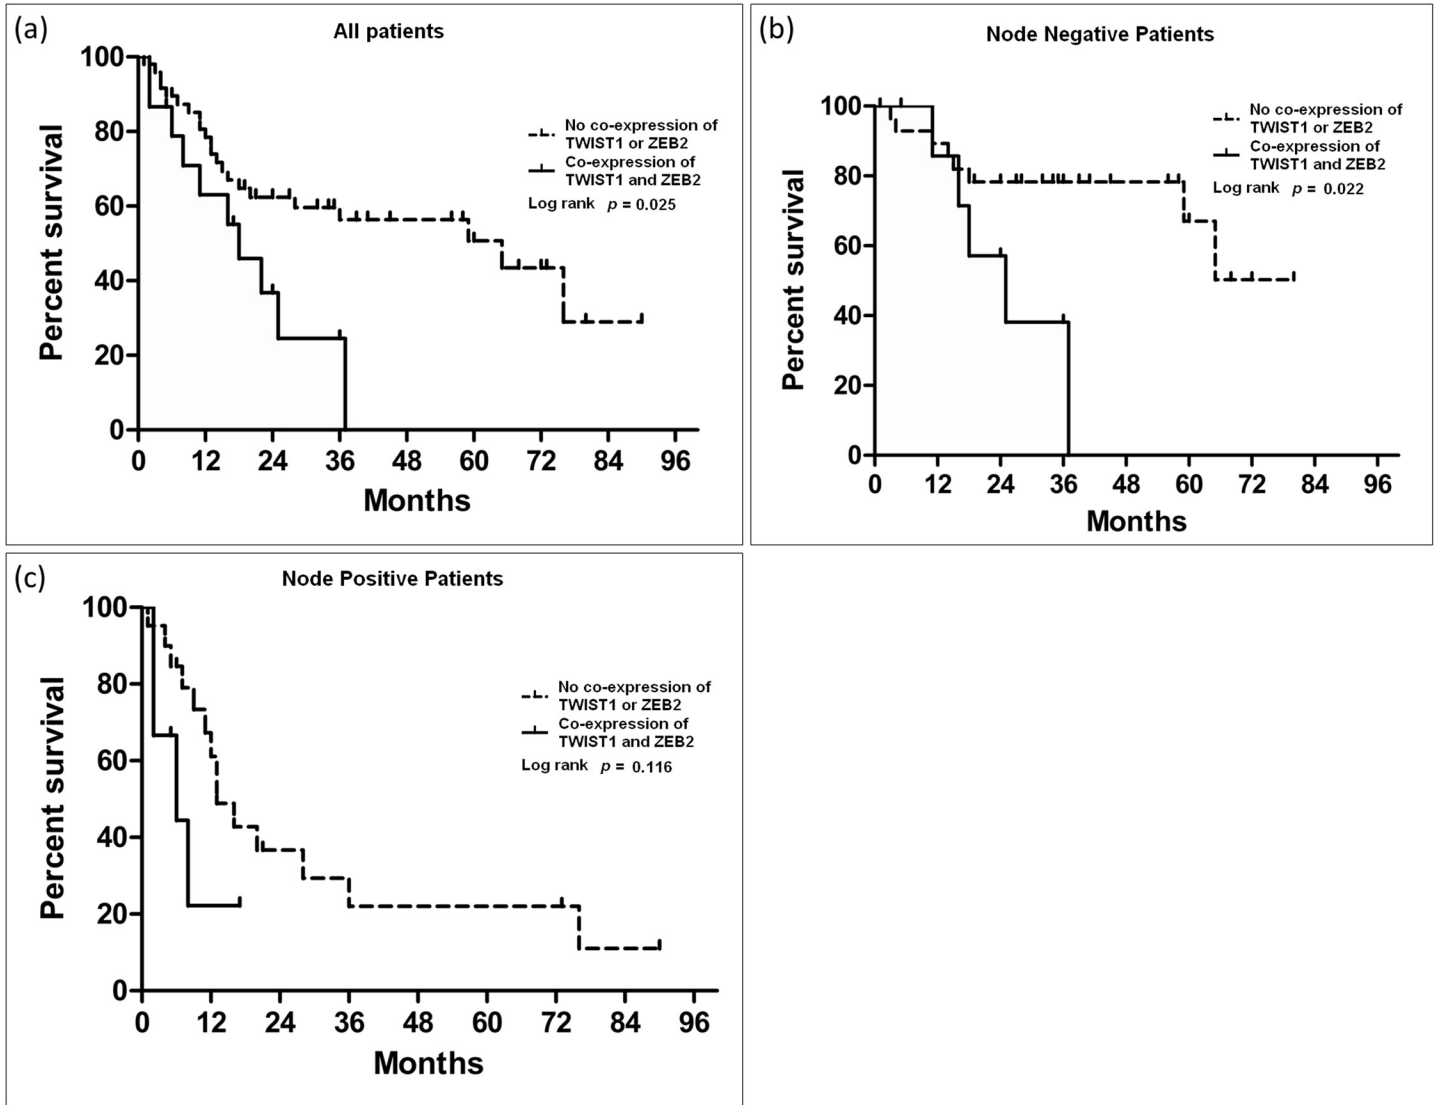 (a)
All patients
100
80
60
40
20
0
Percent survival
0 12 24 36 48 60 72 84 96
Months
No co-expression of
TWIST1 or ZEB2
Co-expression of
TWIST1 and ZEB2
Log rank p = 0.025
(b)
Node Negative Patients
100
80
60
40
20
0
Percent survival
0 12 24 36 48 60 72 84 96
Months
No co-expression of
TWIST1 or ZEB2
Co-expression of
TWIST1 and ZEB2
Log rank p = 0.022
(c)
Node Positive Patients
100
80
60
40
20
0
Percent survival
0 12 24 36 48 60 72 84 96
Months
No co-expression of
TWIST1 or ZEB2
Co-expression of
TWIST1 and ZEB2
Log rank p = 0.116